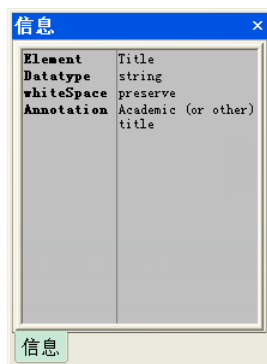 信息 ×
Element Title
Datatype string
whiteSpace preserve
Annotation Academic (or other)
title
信息